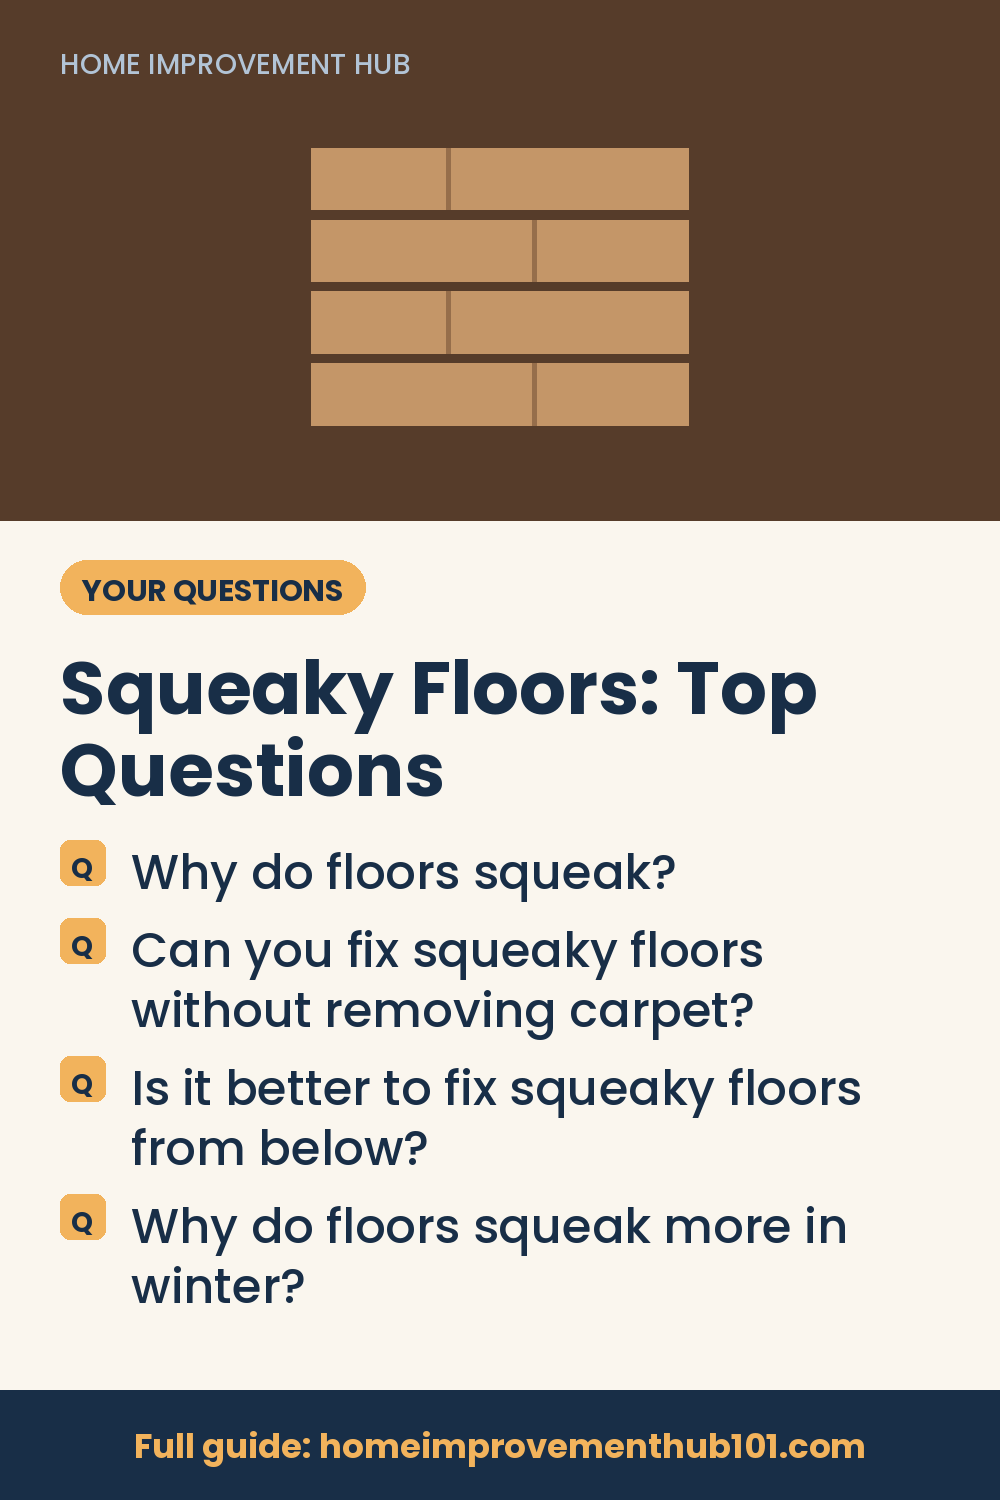 HOME IMPROVEMENT HUB
YOUR QUESTIONS
Squeaky Floors: Top
Questions
Q Why do floors squeak?
Q Can you fix squeaky floors
without removing carpet?
Q Is it better to fix squeaky floors
from below?
Q Why do floors squeak more in
winter?
Full guide: homeimprovementhub101.com